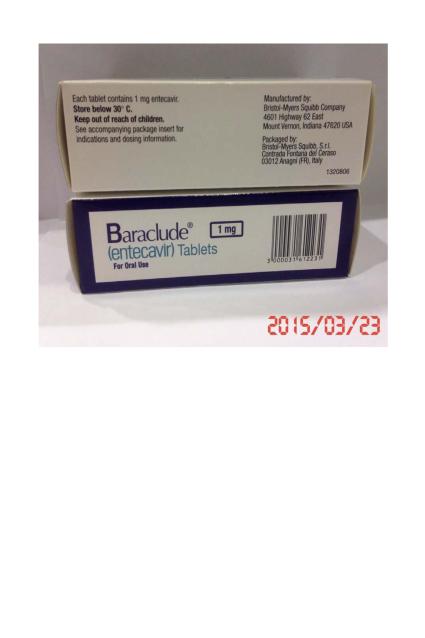 Each tablet contains 1 mg entecavir.
Store below 30° C.
Keep out of reach of children.
See accompanying package insert for
indications and dosing information.
Manufactured by:
Bristol-Myers Squibb Company
4601 Highway 62 East
Mount Vernon, Indiana 47620 USA
Packaged by:
Bristol-Myers Squibb, S.r.l.
Contrada Fontana del Ceraso
03012 Anagni (FR), Italy
1320806
Baraclude® 1 mg
(entecavir) Tablets
For Oral Use
3 000031 612231
2015/03/23